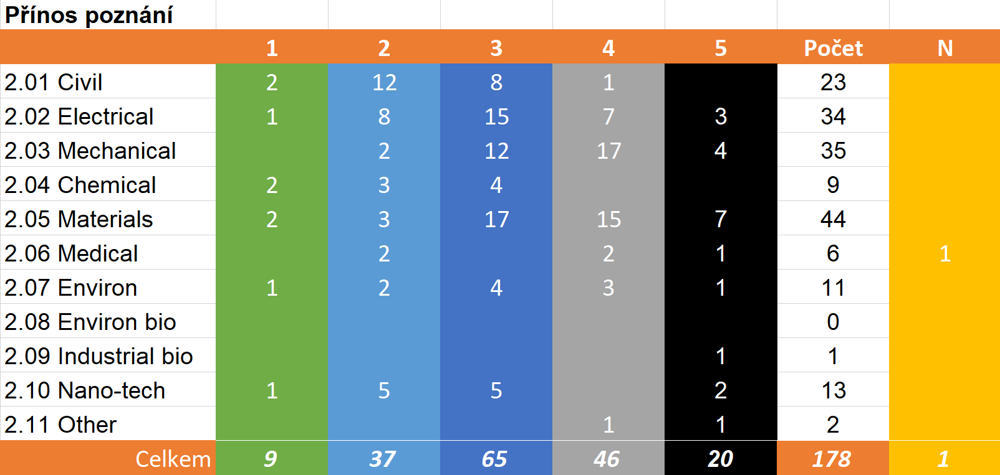 Přínos poznání
1 2 3 4 5 Počet N
2.01 Civil 2 12 8 1 23
2.02 Electrical 1 8 15 7 3 34
2.03 Mechanical 2 12 17 4 35
2.04 Chemical 2 3 4 9
2.05 Materials 2 3 17 15 7 44
2.06 Medical 2 2 1 6 1
2.07 Environ 1 2 4 3 1 11
2.08 Environ bio 0
2.09 Industrial bio 1 1
2.10 Nano-tech 1 5 5 2 13
2.11 Other 1 1 2
Celkem 9 37 65 46 20 178 1